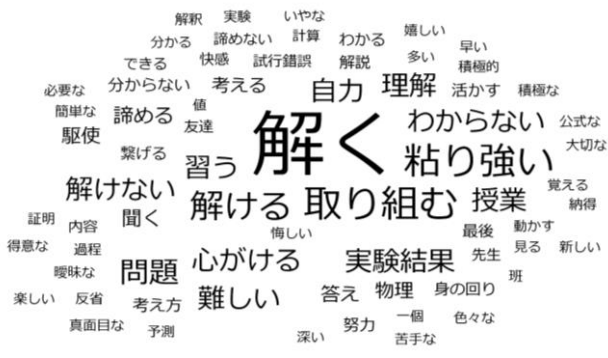 解釈 実験 いやな
分かる 諦めない 計算 わかる 嬉しい
できる 快感 試行錯誤 解説 多い 早い
積極的
必要な 分からない 考える 自力 理解 活かす 積極な
簡単な 諦める 値
駆使 友達 解く わからない 公式な
大切な
繋げる 習う 粘り強い
解けない 覚える
証明 内容 聞く 解ける 取り組む 授業 納得
得意な 過程 悔しい 最後 動かす
曖昧な 問題 心がける 実験結果 先生 見る 新しい
班
楽しい 反省 考え方 難しい 答え 物理 身の回り
真面目な 予測 努力 一個 色々な
深い 苦手な